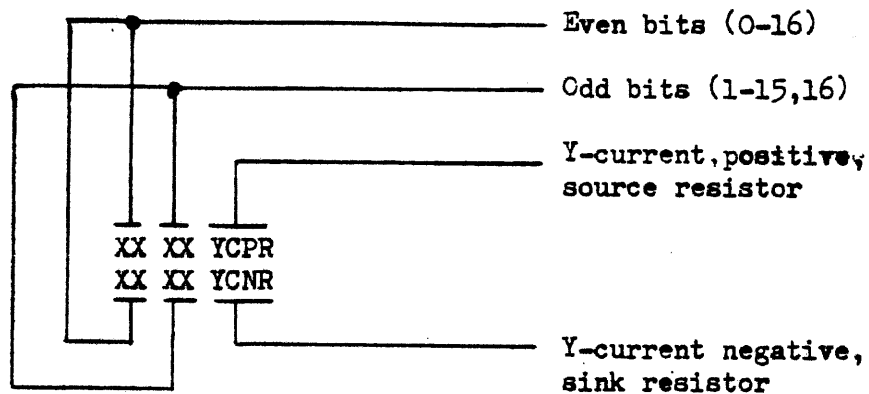 Even bits (0-16)
Odd bits (1-15,16)
Y-current, positive,
source resistor
XX XX YCPR
XX XX YCNR
Y-current negative,
sink resistor